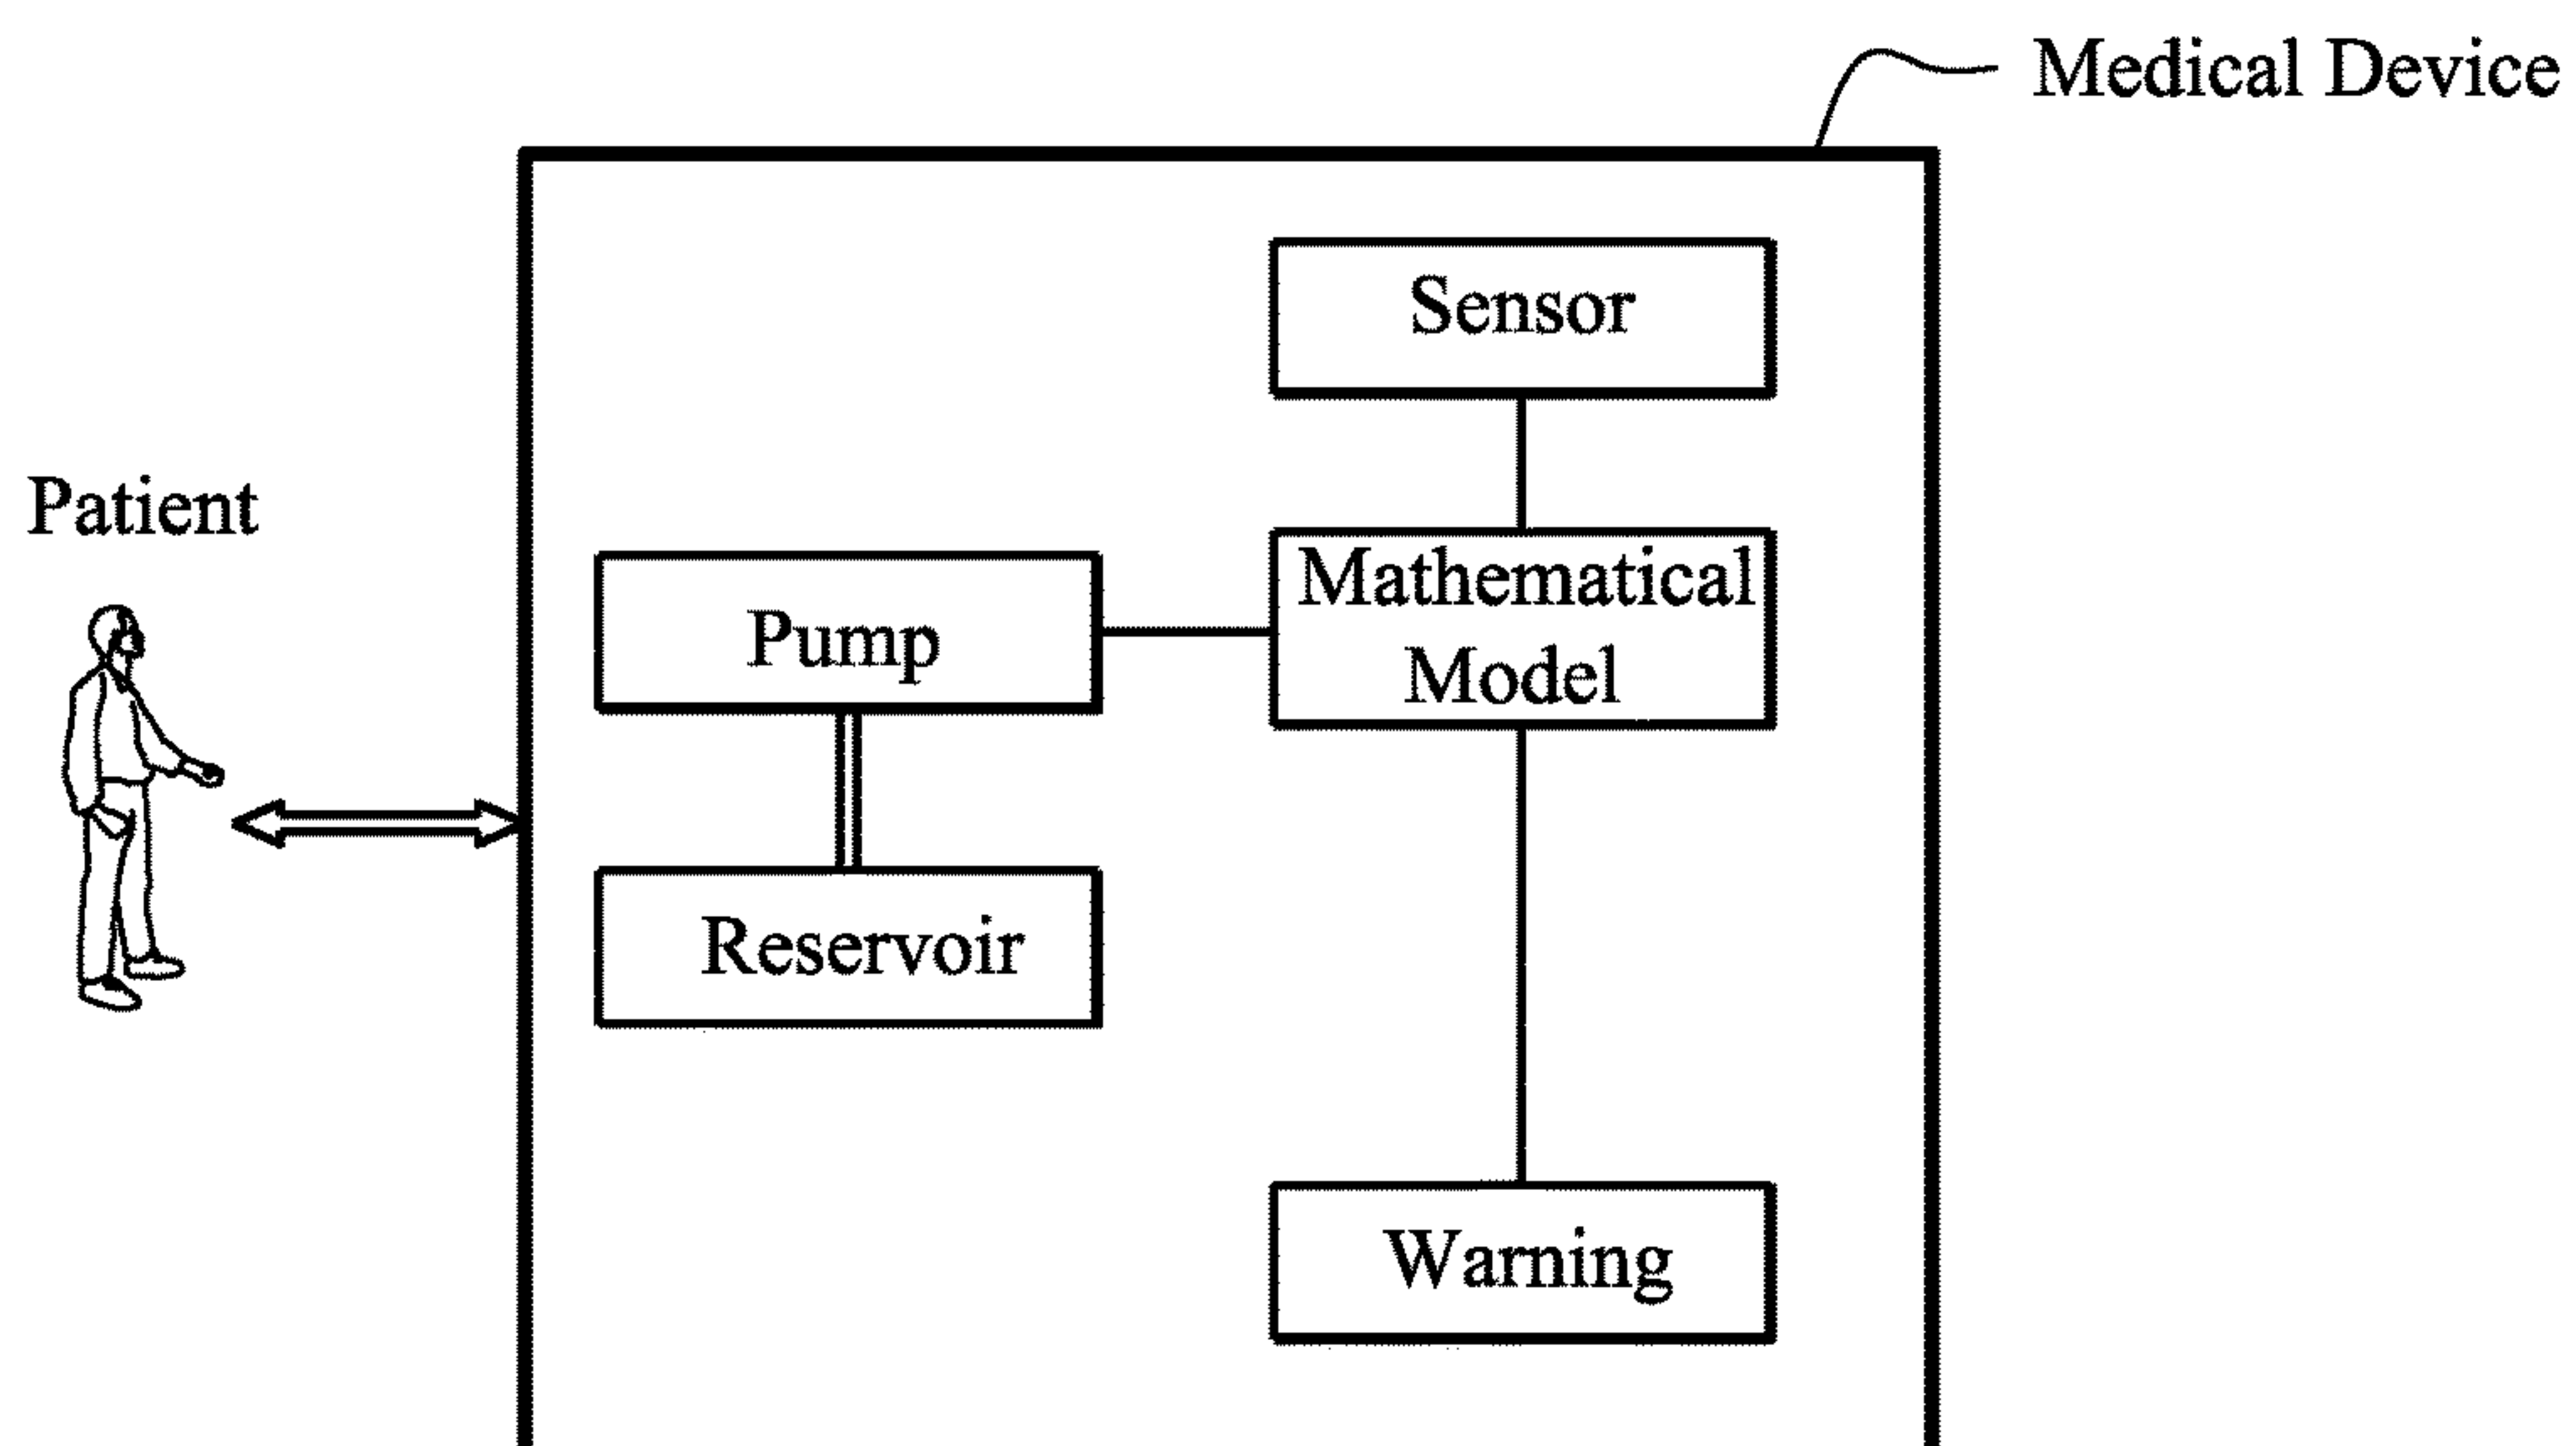 Medical Device
Sensor
Patient
Mathematical
Model
Pump
Reservoir
Warning